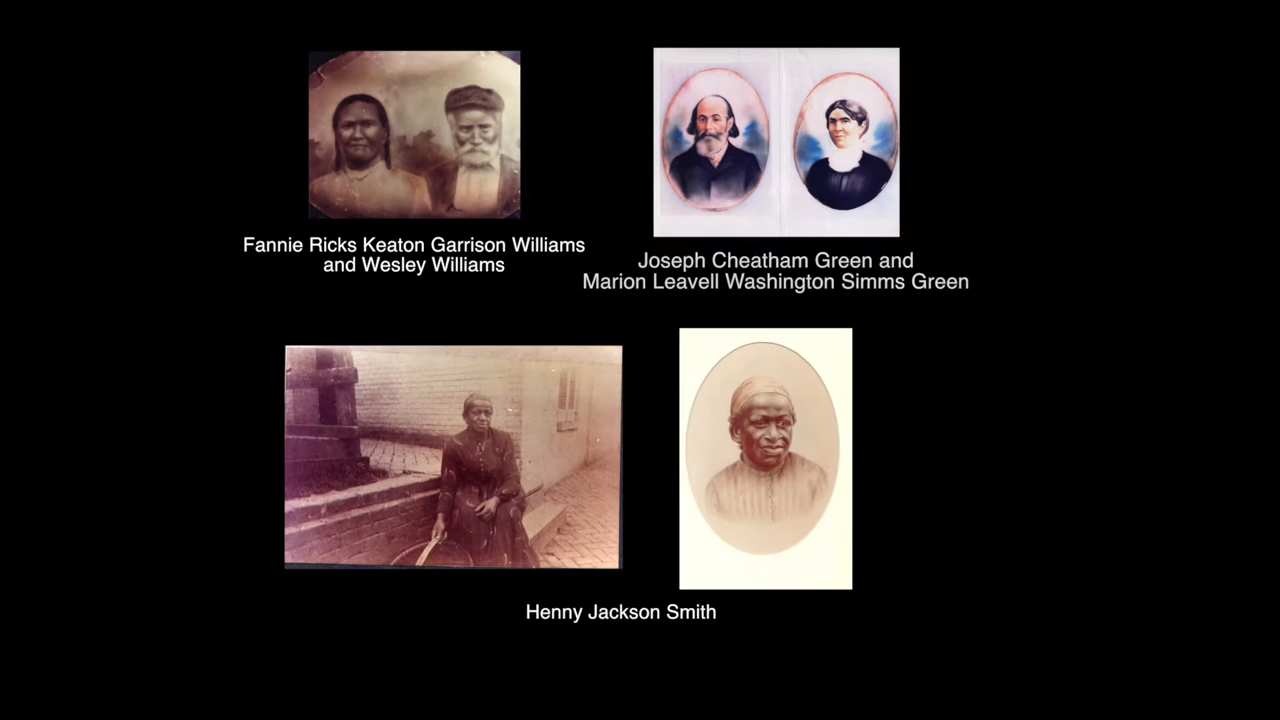 Fannie Ricks Keaton Garrison Williams
and Wesley Williams
Joseph Cheatham Green and
Marion Leavell Washington Simms Green
Henny Jackson Smith